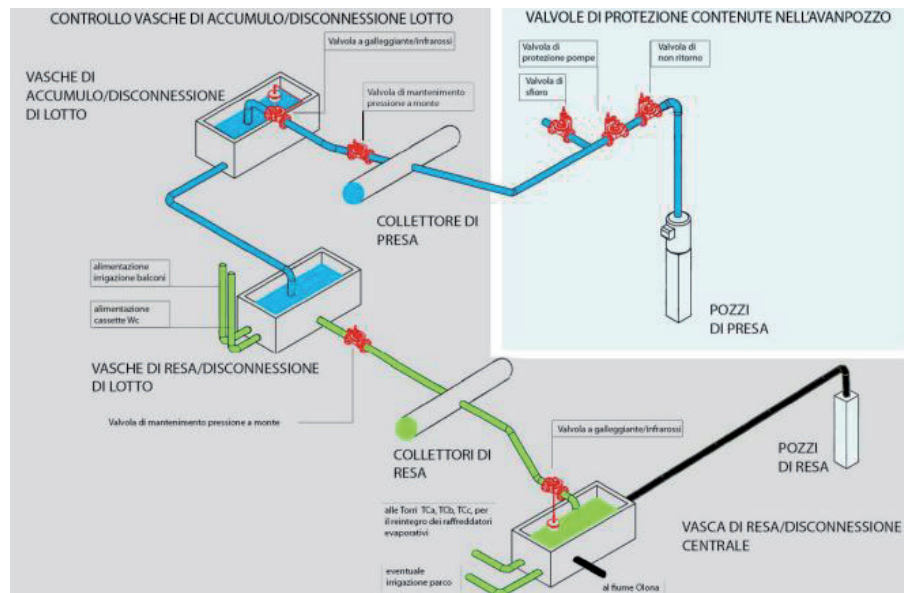 CONTROLLO VASCHE DI ACCUMULO/DISCONNESSIONE LOTTO
VALVOLE DI PROTEZIONE CONTENUTE NELL'AVANPOZZO
Valvola a galleggiante/infrarossi
VASCHE DI
ACCUMULO/DISCONNESSIONE
DI LOTTO
Valvola di mantenimento
pressione a monte
Valvola di
protezione pompe
Valvola di
non ritorno
Valvola di
sfioro
COLLETTORE DI
PRESA
POZZI
DI PRESA
alimentazione
irrigazione balconi
alimentazione
cassette Wc
VASCHE DI RESA/DISCONNESSIONE
DI LOTTO
Valvola di mantenimento pressione a monte
COLLETTORI DI
RESA
Valvola a galleggiante/infrarossi
POZZI
DI RESA
alle Torri TCa, TCb, TCc, per
il reintegro dei raffreddatori
evaporativi
VASCA DI RESA/DISCONNESSIONE
CENTRALE
eventuale
irrigazione parco
al fiume Olona